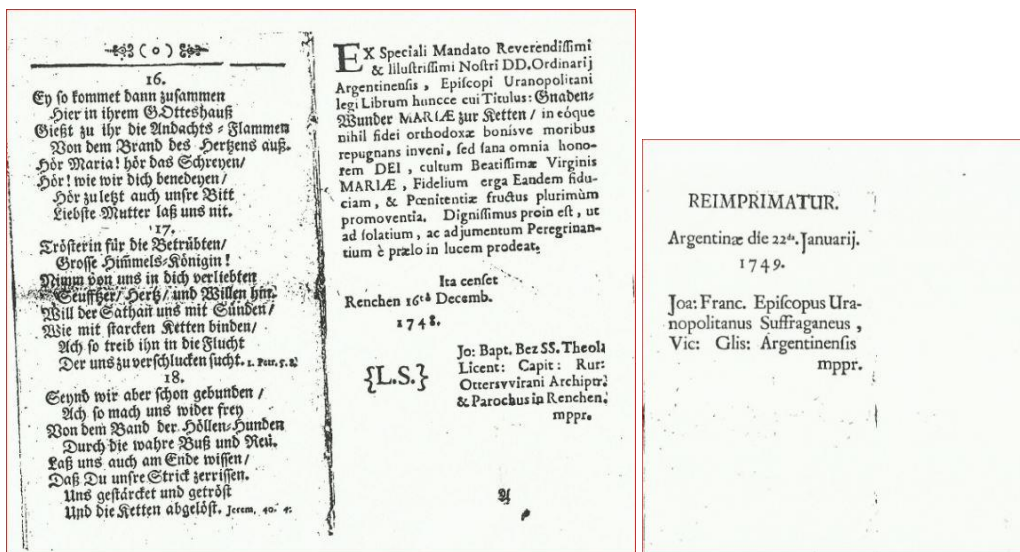 ( o )
16.
Ey so kommet dann zusammen
Hier in ihrem GOtteshauß
Gießt zu ihr die Andachts-Flammen
Von dem Brand des Hertzens auß.
Hör Maria! hör das Schreyen/
Hör! wie wir dich benedeyen/
Hör zu letzt auch unsre Bitt
Liebste Mutter laß uns nit.
17.
Trösterin für die Betrübten/
Grosse Himmels-Königin!
Nimm von uns in dich verliebten
Seufftzer/ Hertz/ und Willen hin.
Will der Sathan uns mit Sünden/
Wie mit starcken Ketten binden/
Ach so treib ihn in die Flucht
Der uns zu verschlucken sucht. 1. Petr. 5. 8.
18.
Seynd wir aber schon gebunden/
Ach so mach uns wider frey
Von dem Band der Höllen-Hunden
Durch die wahre Buß und Reü.
Laß uns auch am Ende wissen/
Daß Du unsre Strick zerrissen.
Uns gestärcket und getröst
Und die Ketten abgelöst. Jerem. 40. 4.
EX Speciali Mandato Reverendissimi
& Illustrissimi Nostri DD. Ordinarij
Argentinensis, Episcopi Uranopolitani
legi Librum huncce cui Titulus: Gnaden-
Wunder MARIÆ zur Ketten/ in eóque
nihil fidei orthodoxæ bonisve moribus
repugnans inveni, sed sana omnia hono-
rem DEI, cultum Beatissimæ Virginis
MARIÆ, Fidelium erga Eandem fidu-
ciam, & Pœnitentiæ fructus plurimùm
promoventia. Dignissimus proin est, ut
ad solatium, ac adjumentum Peregrinan-
tium è prælo in lucem prodeat.
Ita censet
Renchen 16tâ Decemb.
1748.
{L.S.}
Jo: Bapt. Bez SS. Theola
Licent: Capit: Rur:
Ottersvvirani Archiptr.
& Parochus in Renchen.
mppr.
A
REIMPRIMATUR.
Argentinæ die 22da. Januarij.
1749.
Joa: Franc. Episcopus Ura-
nopolitanus Suffraganeus,
Vic: Glis: Argentinensis
mppr.